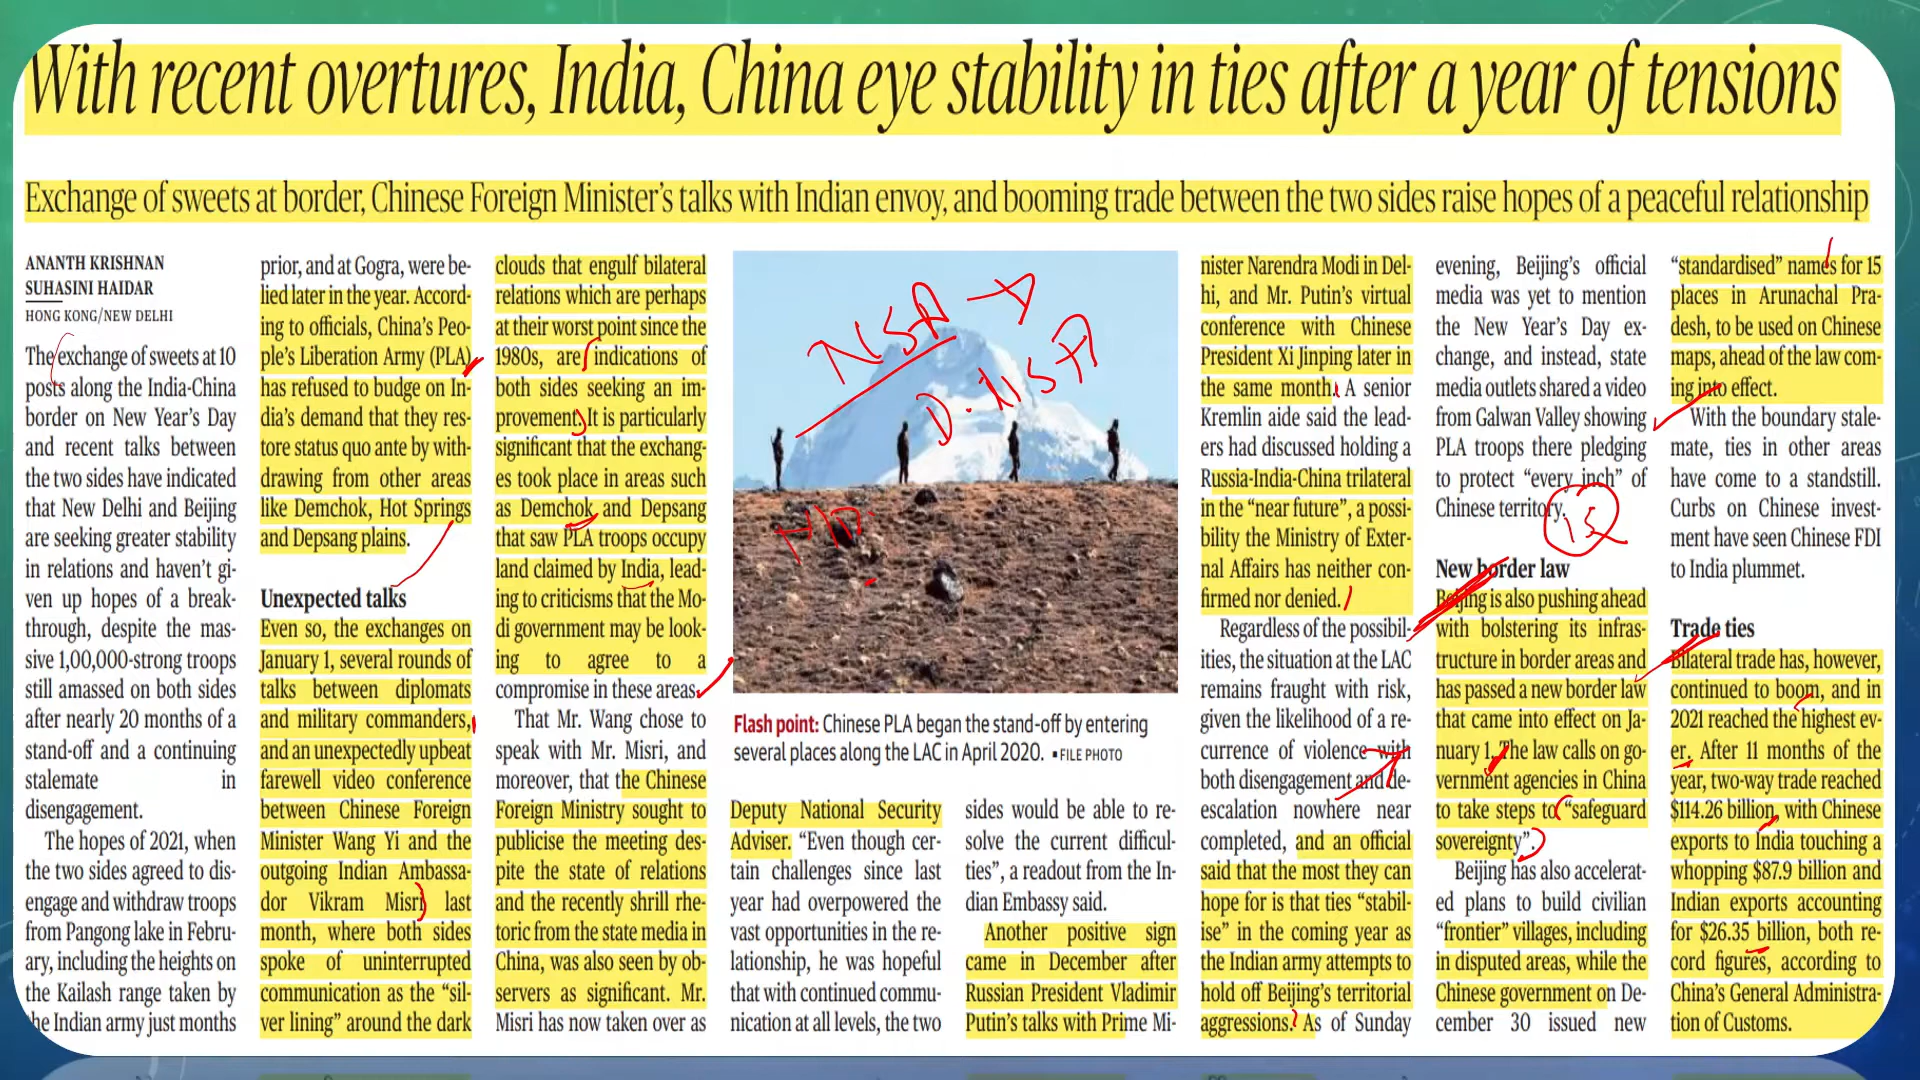 With recent overtures, India, China eye stability in ties after a year of tensions
Exchange of sweets at border, Chinese Foreign Minister's talks with Indian envoy, and booming trade between the two sides raise hopes of a peaceful relationship
ANANTH KRISHNAN
SUHASINI HAIDAR
HONG KONG/NEW DELHI
The exchange of sweets at 10
posts along the India-China
border on New Year's Day
and recent talks between
the two sides have indicated
that New Delhi and Beijing
are seeking greater stability
in relations and haven't gi-
ven up hopes of a break-
through, despite the mas-
sive 1,00,000-strong troops
still amassed on both sides
after nearly 20 months of a
stand-off and a continuing
stalemate in
disengagement.
The hopes of 2021, when
the two sides agreed to dis-
engage and withdraw troops
from Pangong lake in Febru-
ary, including the heights on
the Kailash range taken by
the Indian army just months
prior, and at Gogra, were be-
lied later in the year. Accord-
ing to officials, China's Peo-
ple's Liberation Army (PLA)
has refused to budge on In-
dia's demand that they res-
tore status quo ante by with-
drawing from other areas
like Demchok, Hot Springs
and Depsang plains.
Unexpected talks
Even so, the exchanges on
January 1, several rounds of
talks between diplomats
and military commanders,
and an unexpectedly upbeat
farewell video conference
between Chinese Foreign
Minister Wang Yi and the
outgoing Indian Ambassa-
dor Vikram Misri last
month, where both sides
spoke of uninterrupted
communication as the "sil-
ver lining" around the dark
clouds that engulf bilateral
relations which are perhaps
at their worst point since the
1980s, are indications of
both sides seeking an im-
provement. It is particularly
significant that the exchang-
es took place in areas such
as Demchok and Depsang
that saw PLA troops occupy
land claimed by India, lead-
ing to criticisms that the Mo-
di government may be look-
ing to agree to a
compromise in these areas.
That Mr. Wang chose to
speak with Mr. Misri, and
moreover, that the Chinese
Foreign Ministry sought to
publicise the meeting des-
pite the state of relations
and the recently shrill rhe-
toric from the state media in
China, was also seen by ob-
servers as significant. Mr.
Misri has now taken over as
NSA
D. NSA
Flash point: Chinese PLA began the stand-off by entering
several places along the LAC in April 2020. ▪FILE PHOTO
Deputy National Security
Adviser. "Even though cer-
tain challenges since last
year had overpowered the
vast opportunities in the re-
lationship, he was hopeful
that with continued commu-
nication at all levels, the two
sides would be able to re-
solve the current difficul-
ties", a readout from the In-
dian Embassy said.
Another positive sign
came in December after
Russian President Vladimir
Putin's talks with Prime Mi-
nister Narendra Modi in Del-
hi, and Mr. Putin's virtual
conference with Chinese
President Xi Jinping later in
the same month. A senior
Kremlin aide said the lead-
ers had discussed holding a
Russia-India-China trilateral
in the "near future", a possi-
bility the Ministry of Exter-
nal Affairs has neither con-
firmed nor denied.
Regardless of the possibil-
ities, the situation at the LAC
remains fraught with risk,
given the likelihood of a re-
currence of violence with
both disengagement and de-
escalation nowhere near
completed, and an official
said that the most they can
hope for is that ties "stabil-
ise" in the coming year as
the Indian army attempts to
hold off Beijing's territorial
aggressions. As of Sunday
evening, Beijing's official
media was yet to mention
the New Year's Day ex-
change, and instead, state
media outlets shared a video
from Galwan Valley showing
PLA troops there pledging
to protect "every inch" of
Chinese territory.
15
New border law
Beijing is also pushing ahead
with bolstering its infras-
tructure in border areas and
has passed a new border law
that came into effect on Ja-
nuary 1. The law calls on go-
vernment agencies in China
to take steps to "safeguard
sovereignty".
Beijing has also accelerat-
ed plans to build civilian
"frontier" villages, including
in disputed areas, while the
Chinese government on De-
cember 30 issued new
"standardised" names for 15
places in Arunachal Pra-
desh, to be used on Chinese
maps, ahead of the law com-
ing into effect.
With the boundary stale-
mate, ties in other areas
have come to a standstill.
Curbs on Chinese invest-
ment have seen Chinese FDI
to India plummet.
Trade ties
Bilateral trade has, however,
continued to boom, and in
2021 reached the highest ev-
er. After 11 months of the
year, two-way trade reached
$114.26 billion, with Chinese
exports to India touching a
whopping $87.9 billion and
Indian exports accounting
for $26.35 billion, both re-
cord figures, according to
China's General Administra-
tion of Customs.